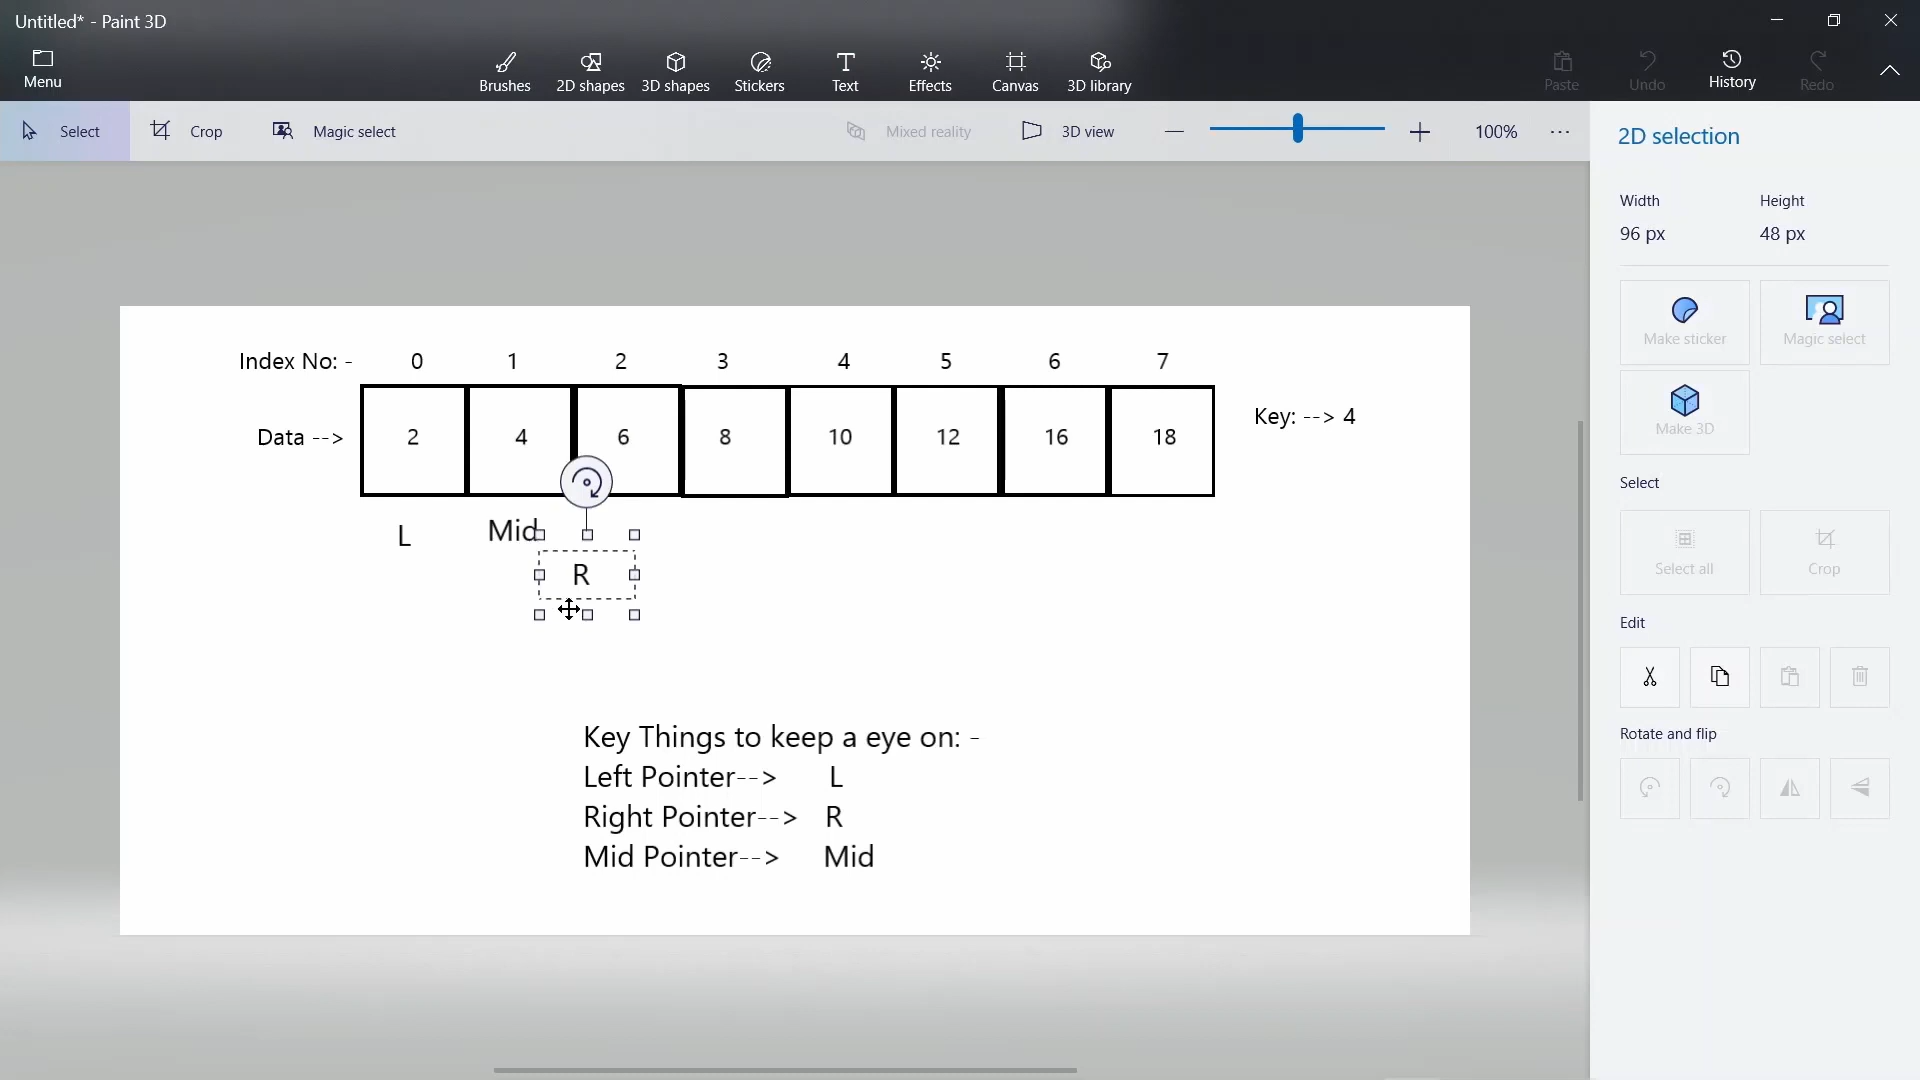 Untitled* - Paint 3D
Menu
Brushes 2D shapes 3D shapes Stickers Text Effects Canvas 3D library
Paste Undo History Redo
Select Crop Magic select Mixed reality 3D view 100%
2D selection
Width Height
96 px 48 px
Make sticker Magic select
Make 3D
Select
Select all Crop
Edit
Rotate and flip
Index No: - 0 1 2 3 4 5 6 7
Data --> 2 4 6 8 10 12 16 18
Key: --> 4
L Mid
R
Key Things to keep a eye on: -
Left Pointer--> L
Right Pointer--> R
Mid Pointer--> Mid